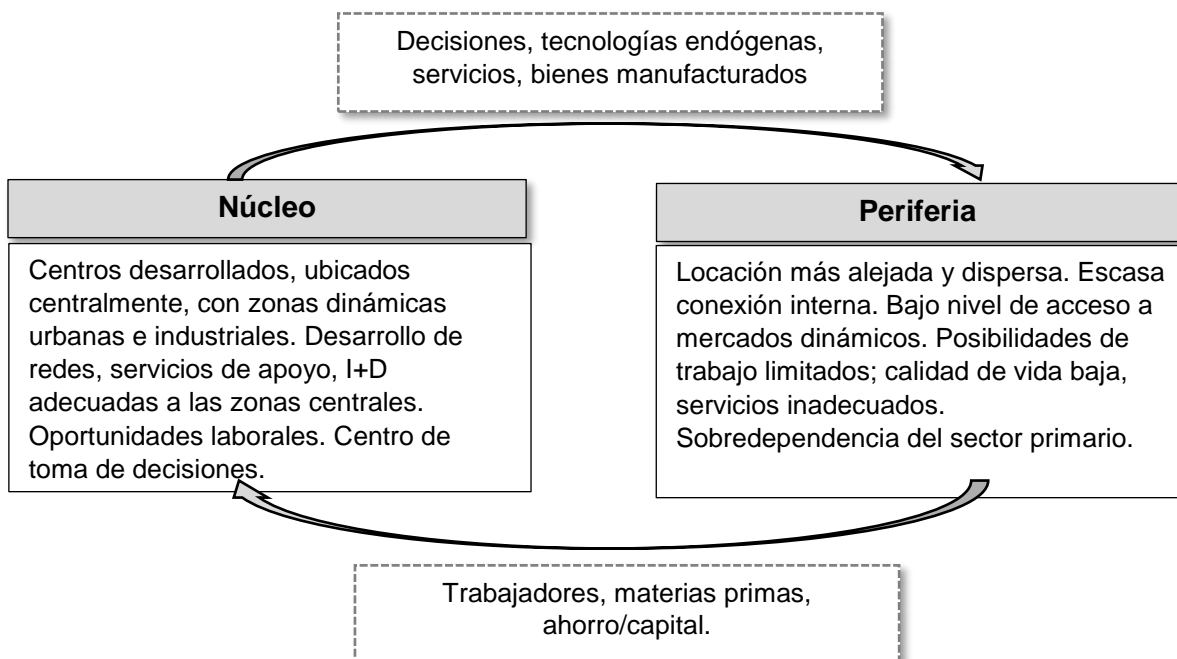 Decisiones, tecnologías endógenas,
servicios, bienes manufacturados
Núcleo
Centros desarrollados, ubicados
centralmente, con zonas dinámicas
urbanas e industriales. Desarrollo de
redes, servicios de apoyo, I+D
adecuadas a las zonas centrales.
Oportunidades laborales. Centro de
toma de decisiones.
Periferia
Locación más alejada y dispersa. Escasa
conexión interna. Bajo nivel de acceso a
mercados dinámicos. Posibilidades de
trabajo limitados; calidad de vida baja,
servicios inadecuados.
Sobredependencia del sector primario.
Trabajadores, materias primas,
ahorro/capital.